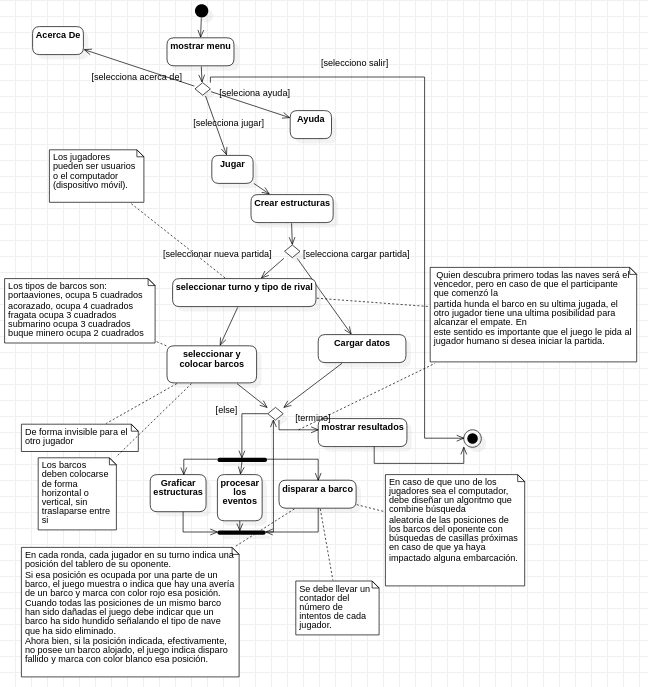 Acerca De
mostrar menu
[selecciono salir]
[selecciona acerca de]
[seleciona ayuda]
[selecciona jugar]
Ayuda
Los jugadores
pueden ser usuarios
o el computador
(dispositivo móvil).
Jugar
Crear estructuras
[seleccionar nueva partida]
[selecciona cargar partida]
Quien descubra primero todas las naves será el
vencedor, pero en caso de que el participante
que comenzó la
partida hunda el barco en su ultima jugada, el
otro jugador tiene una ultima posibilidad para
alcanzar el empate. En
este sentido es importante que el juego le pida al
jugador humano si desea iniciar la partida.
Los tipos de barcos son:
portaaviones, ocupa 5 cuadrados
acorazado, ocupa 4 cuadrados
fragata ocupa 3 cuadrados
submarino ocupa 3 cuadrados
buque minero ocupa 2 cuadrados
seleccionar turno y tipo de rival
Cargar datos
seleccionar y
colocar barcos
[else]
[termino]
mostrar resultados
De forma invisible para el
otro jugador
Los barcos
deben colocarse
de forma
horizontal o
vertical, sin
traslaparse entre
si
Graficar
estructuras
procesar
los
eventos
disparar a barco
En caso de que uno de los
jugadores sea el computador,
debe diseñar un algoritmo que
combine búsqueda
aleatoria de las posiciones de
los barcos del oponente con
búsquedas de casillas próximas
en caso de que ya haya
impactado alguna embarcación.
En cada ronda, cada jugador en su turno indica una
posición del tablero de su oponente.
Si esa posición es ocupada por una parte de un
barco, el juego muestra o indica que hay una avería
de un barco y marca con color rojo esa posición.
Cuando todas las posiciones de un mismo barco
han sido dañadas el juego debe indicar que un
barco ha sido hundido señalando el tipo de nave
que ha sido eliminado.
Ahora bien, si la posición indicada, efectivamente,
no posee un barco alojado, el juego indica disparo
fallido y marca con color blanco esa posición.
Se debe llevar un
contador del
número de
intentos de cada
jugador.